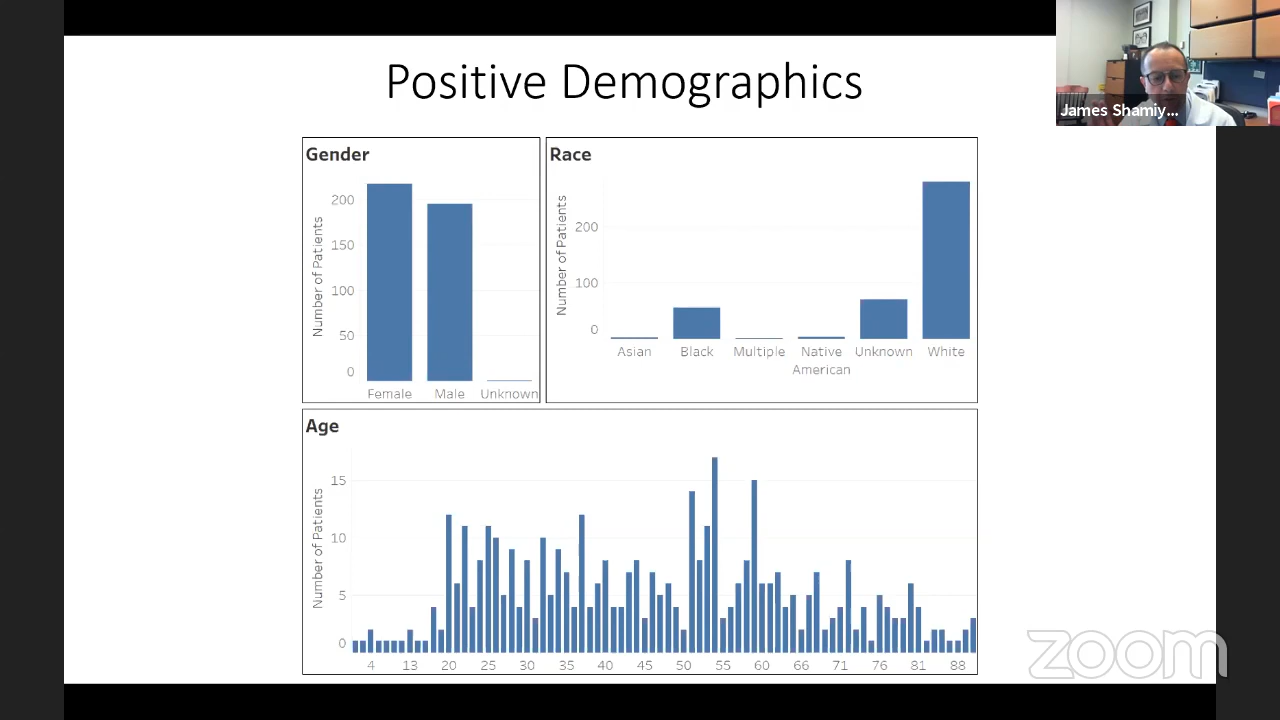 Positive Demographics
James Shamiy...
Gender
Number of Patients
200
150
100
50
0
Female Male Unknown
Race
Number of Patients
200
100
0
Asian Black Multiple Native Unknown White
American
Age
Number of Patients
15
10
5
0
4 13 20 25 30 35 40 45 50 55 60 66 71 76 81 88
zoom